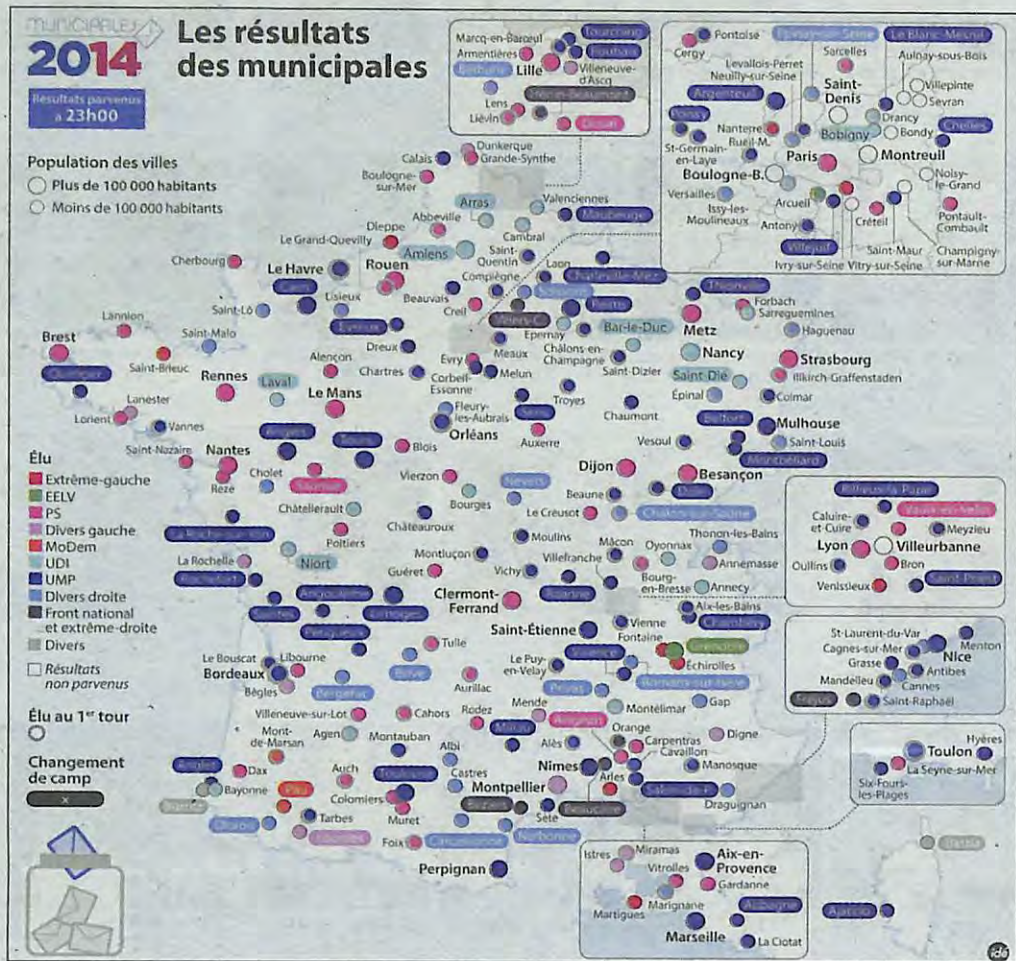 MUNICIPALES
2014
Résultats parvenus
à 23h00
Les résultats
des municipales
Population des villes
Plus de 100 000 habitants
Moins de 100 000 habitants
Marcq-en-Barœul
Tourcoing
Armentières
Roubaix
Béthune
Lille
Villeneuve-
d'Ascq
Hénin-Beaumont
Lens
Liévin
Douai
Cergy
Pontoise
Epinay-sur-Seine
Le Blanc-Mesnil
Sarcelles
Aulnay-sous-Bois
Levallois-Perret
Neuilly-sur-Seine
Villepinte
Sevran
Argenteuil
Saint-
Denis
Drancy
Bondy
Poissy
Nanterre
Rueil-M.
Bobigny
Chelles
St-Germain-
en-Laye
Paris
Montreuil
Boulogne-B.
Noisy-
le-Grand
Versailles
Issy-les-
Moulineaux
Arcueil
Antony
Créteil
Pontault-
Combault
Villejuif
Saint-Maur
Champigny-
sur-Marne
Ivry-sur-Seine
Vitry-sur-Seine
Dunkerque
Grande-Synthe
Calais
Boulogne-
sur-Mer
Arras
Valenciennes
Maubeuge
Abbeville
Cambrai
Dieppe
Le Grand-Quevilly
Amiens
Saint-
Quentin
Cherbourg
Le Havre
Rouen
Compiègne
Laon
Charleville-Méz.
Caen
Beauvais
Soissons
Thionville
Saint-Lô
Lisieux
Creil
Reims
Villers-C.
Forbach
Sarreguemines
Lannion
Saint-Malo
Evreux
Epernay
Bar-le-Duc
Metz
Haguenau
Brest
Dreux
Meaux
Châlons-en-
Champagne
Nancy
Strasbourg
Quimper
Saint-Brieuc
Alençon
Chartres
Evry
Corbeil-
Essonne
Melun
Saint-Dizier
Saint-Dié
Illkirch-Graffenstaden
Rennes
Laval
Le Mans
Épinal
Colmar
Lanester
Fleury-
les-Aubrais
Troyes
Chaumont
Lorient
Vannes
Orléans
Sens
Belfort
Mulhouse
Angers
Tours
Auxerre
Vesoul
Saint-Louis
Saint-Nazaire
Nantes
Blois
Montbéliard
Rezé
Cholet
Saumur
Vierzon
Nevers
Dijon
Besançon
Châtellerault
Bourges
Beaune
Dole
Le Creusot
Chalon-sur-Saône
La Roche-sur-Yon
Poitiers
Châteauroux
Moulins
Mâcon
Thonon-les-Bains
La Rochelle
Niort
Montluçon
Villefranche
Oyonnax
Annemasse
Rochefort
Guéret
Vichy
Bourg-
en-Bresse
Annecy
Angoulême
Clermont-
Ferrand
Roanne
Saintes
Limoges
Aix-les-Bains
Chambéry
Périgueux
Saint-Étienne
Vienne
Fontaine
Grenoble
Échirolles
Tulle
Le Bouscat
Libourne
Bordeaux
Le Puy-
en-Velay
Valence
Romans-sur-Isère
Bègles
Bergerac
Brive
Aurillac
Privas
Gap
Villeneuve-sur-Lot
Cahors
Rodez
Mende
Montélimar
Mont-
de-Marsan
Agen
Montauban
Millau
Avignon
Orange
Digne
Albi
Alès
Carpentras
Cavaillon
Anglet
Dax
Auch
Toulouse
Nîmes
Manosque
Bayonne
Pau
Colomiers
Castres
Montpellier
Arles
Salon-de-P.
Biarritz
Muret
Béziers
Beaucaire
Draguignan
Oloron
Tarbes
Sète
Lourdes
Foix
Carcassonne
Narbonne
Perpignan
Élu
Extrême-gauche
EELV
PS
Divers gauche
MoDem
UDI
UMP
Divers droite
Front national
et extrême-droite
Divers
Résultats
non parvenus
Élu au 1er tour
Changement
de camp
x
Rillieux-la-Pape
Vaulx-en-Velin
Caluire-
et-Cuire
Meyzieu
Lyon
Villeurbanne
Oullins
Bron
Vénissieux
Saint-Priest
St-Laurent-du-Var
Cagnes-sur-Mer
Menton
Nice
Grasse
Antibes
Mandelieu
Cannes
Fréjus
Saint-Raphaël
Hyères
Toulon
La Seyne-sur-Mer
Six-Fours-
les-Plages
Istres
Miramas
Aix-en-
Provence
Vitrolles
Gardanne
Marignane
Martigues
Aubagne
Marseille
La Ciotat
Bastia
Ajaccio
idé